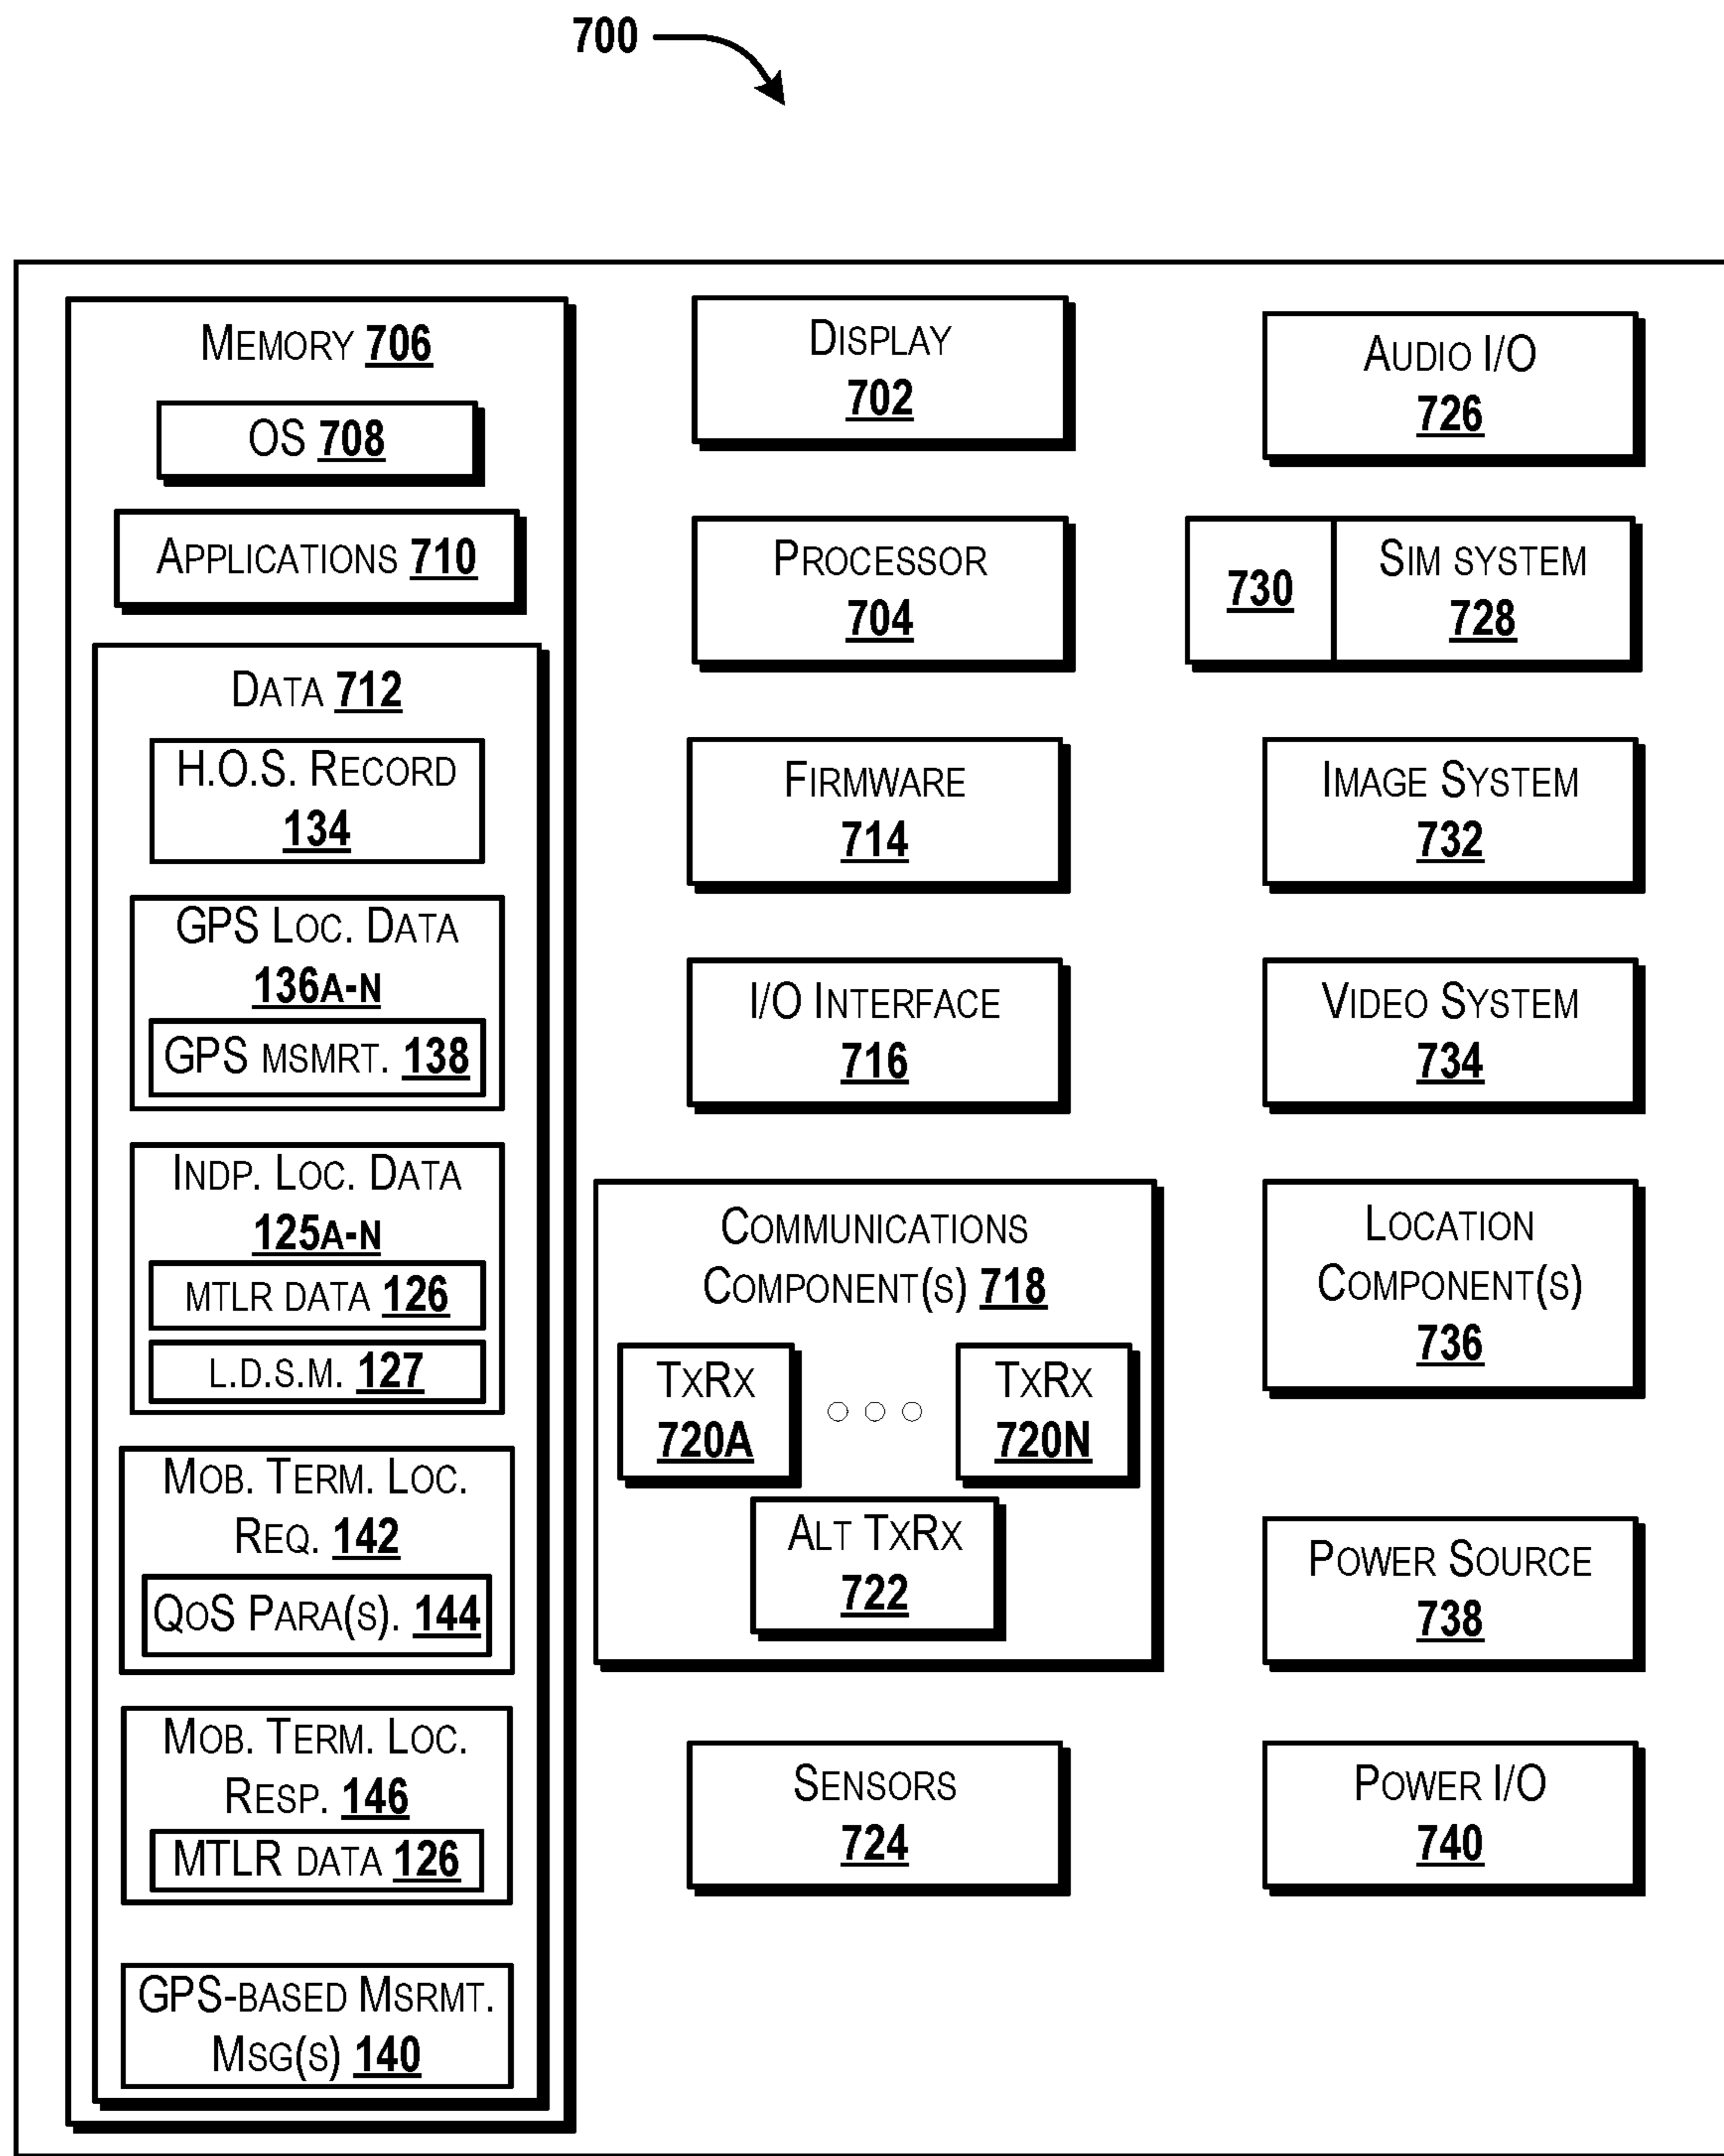 700
MEMORY 706
OS 708
APPLICATIONS 710
DATA 712
H.O.S. RECORD
134
GPS LOC. DATA
136A-N
GPS MSMRT. 138
INDP. LOC. DATA
125A-N
MTLR DATA 126
L.D.S.M. 127
MOB. TERM. LOC.
REQ. 142
QOS PARA(S). 144
MOB. TERM. LOC.
RESP. 146
MTLR DATA 126
GPS-BASED MSRMT.
MSG(S) 140
DISPLAY
702
PROCESSOR
704
FIRMWARE
714
I/O INTERFACE
716
COMMUNICATIONS
COMPONENT(S) 718
TXRX
720A
TXRX
720N
ALT TXRX
722
SENSORS
724
AUDIO I/O
726
730
SIM SYSTEM
728
IMAGE SYSTEM
732
VIDEO SYSTEM
734
LOCATION
COMPONENT(S)
736
POWER SOURCE
738
POWER I/O
740